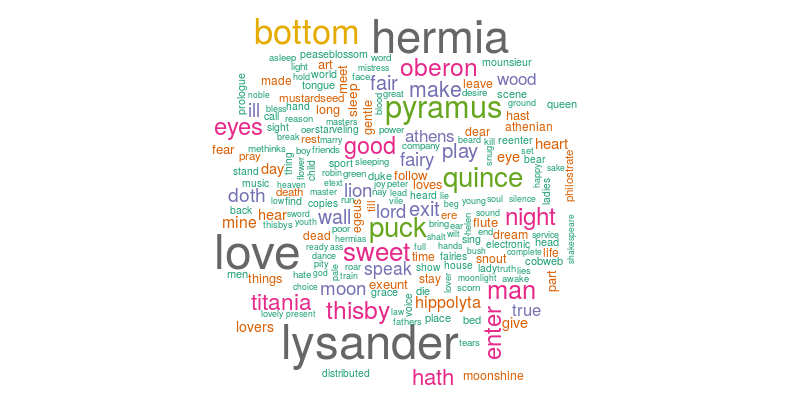 bottom hermia
asleep peaseblossom word
light art oberon mounsieur
hold world meet mistress face
prologue made tongue fair make leave wood
noble mustardseed sleep blood great desire scene
ill bless hand long gentle pyramus ground queen
call reason masters hast
eyes sight oer starveling power dear athenian
break rest marry athens beard kill reenter heart
fear methinks boy friends good company play snug set
pray thing sport sleeping fairy eye bear philostrate
stand day flower child robin green duke follow quince happy sake
music heaven etext joy peter loves ladies
doth death master lion nay lead heard lie
low find copies run vile beg young soul silence
back sword egeus till lord exit ere sound night
mine hear thisbys youth wall poor puck bring ear flute service shakespeare
hermias shalt wilt helen end dream
dead ready ass full hands sing electronic head
love dance sweet time bush complete life
pity fairies snout cobweb
men things hate god pale roar train speak show house lady truth lies part
moon exeunt stay lover moonlight awake
choice grace die scorn man
titania voice hippolyta
lovely present thisby law place true
lovers fathers bed enter give
lysander tears
distributed hath moonshine